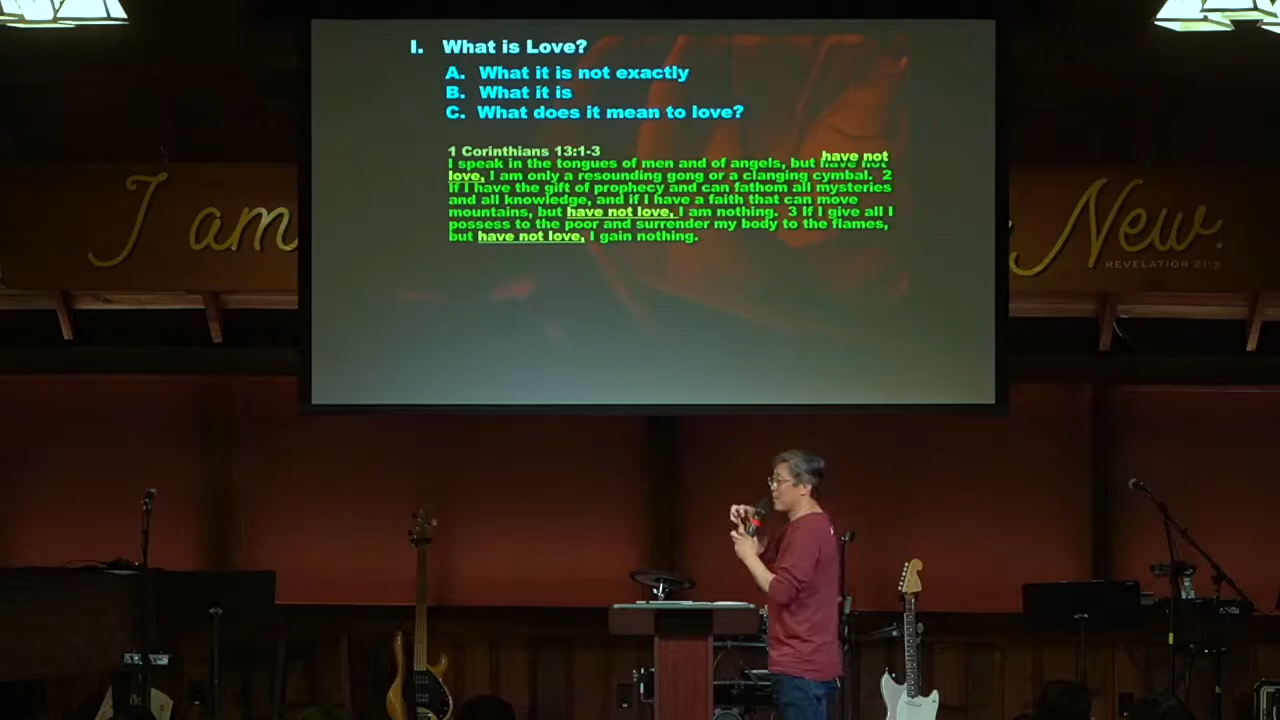 I. What is Love?
A. What it is not exactly
B. What it is
C. What does it mean to love?
1 Corinthians 13:1-3
I speak in the tongues of men and of angels, but have not
love, I am only a resounding gong or a clanging cymbal. 2
If I have the gift of prophecy and can fathom all mysteries
and all knowledge, and if I have a faith that can move
mountains, but have not love, I am nothing. 3 If I give all I
possess to the poor and surrender my body to the flames,
but have not love, I gain nothing.
I am
New.
REVELATION 21:5